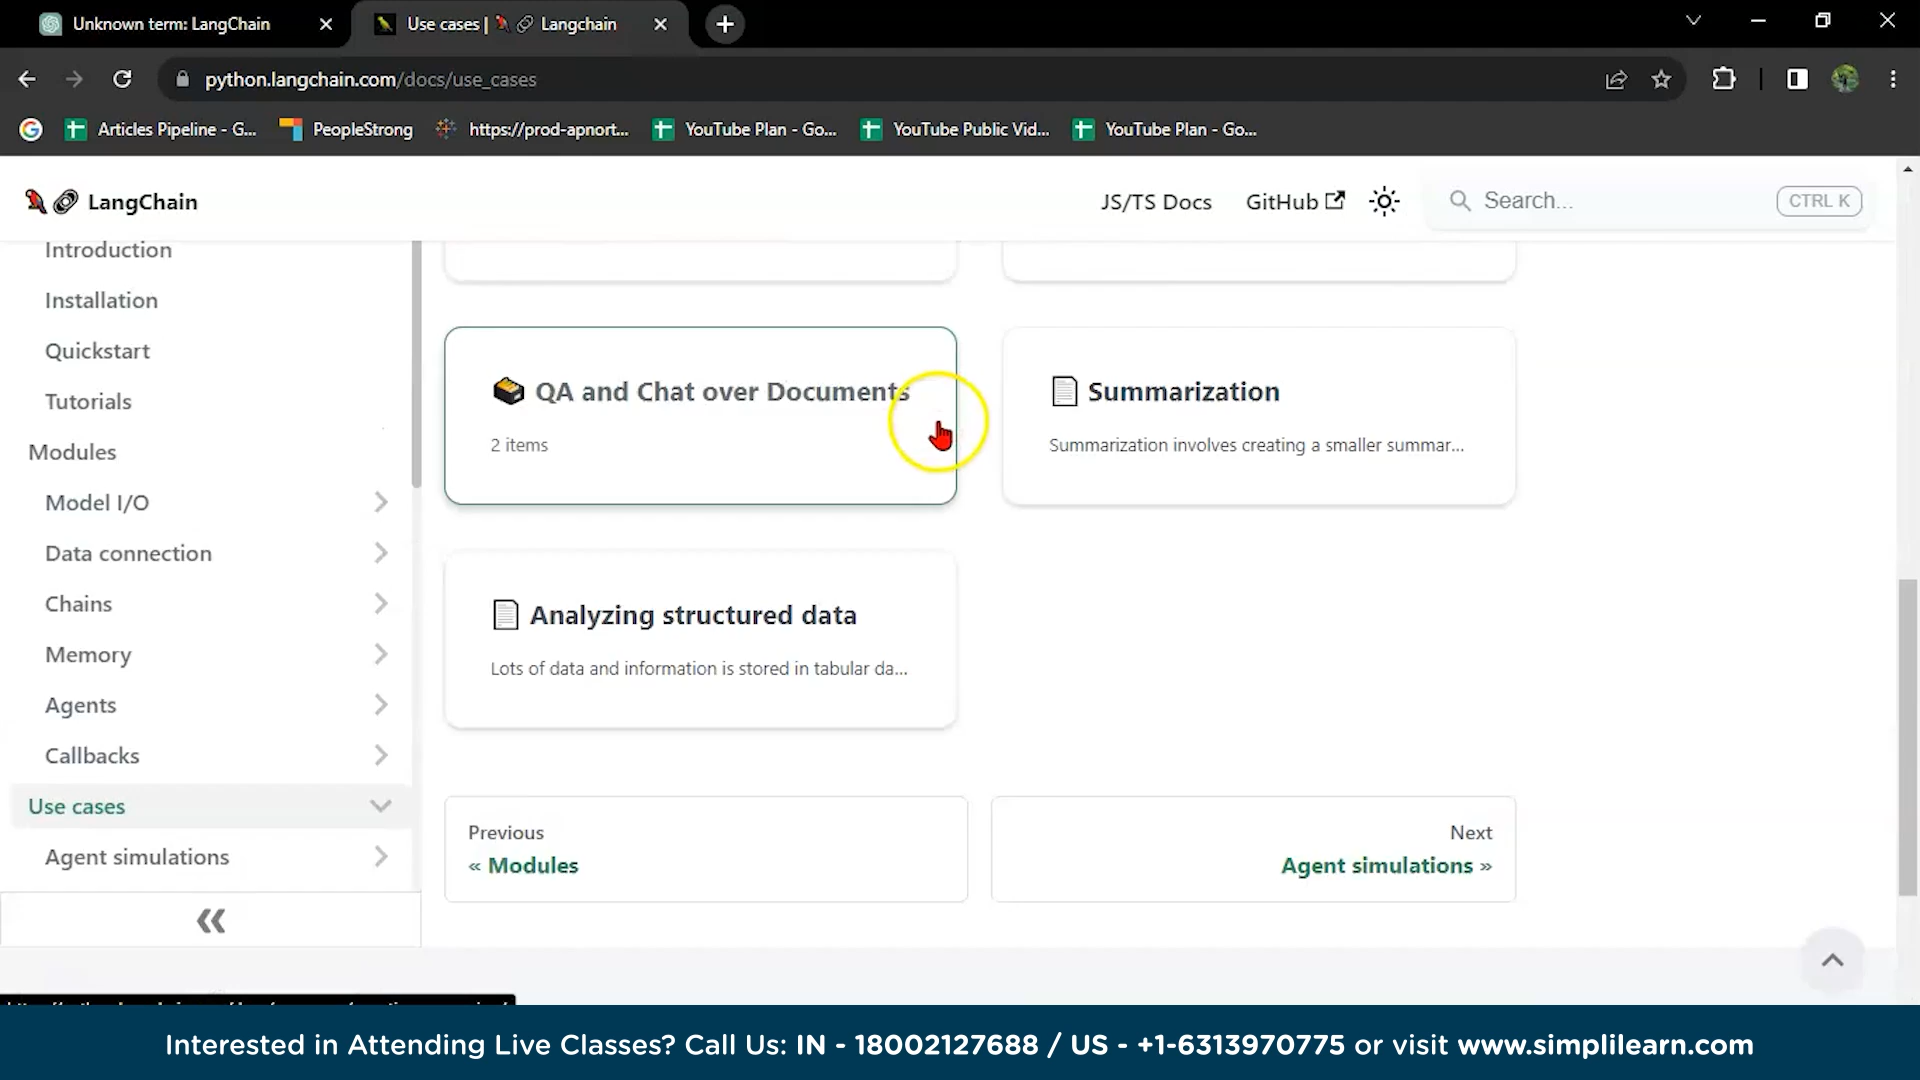 Unknown term: LangChain
Use cases | Langchain
python.langchain.com/docs/use_cases
Articles Pipeline - G...
PeopleStrong
https://prod-apnort...
YouTube Plan - Go...
YouTube Public Vid...
YouTube Plan - Go...
LangChain
JS/TS Docs
GitHub
Search...
CTRL K
Introduction
Installation
Quickstart
Tutorials
Modules
Model I/O
Data connection
Chains
Memory
Agents
Callbacks
Use cases
Agent simulations
QA and Chat over Documents
2 items
Summarization
Summarization involves creating a smaller summar...
Analyzing structured data
Lots of data and information is stored in tabular da...
Previous
« Modules
Next
Agent simulations »
Interested in Attending Live Classes? Call Us: IN - 18002127688 / US - +1-6313970775 or visit www.simplilearn.com